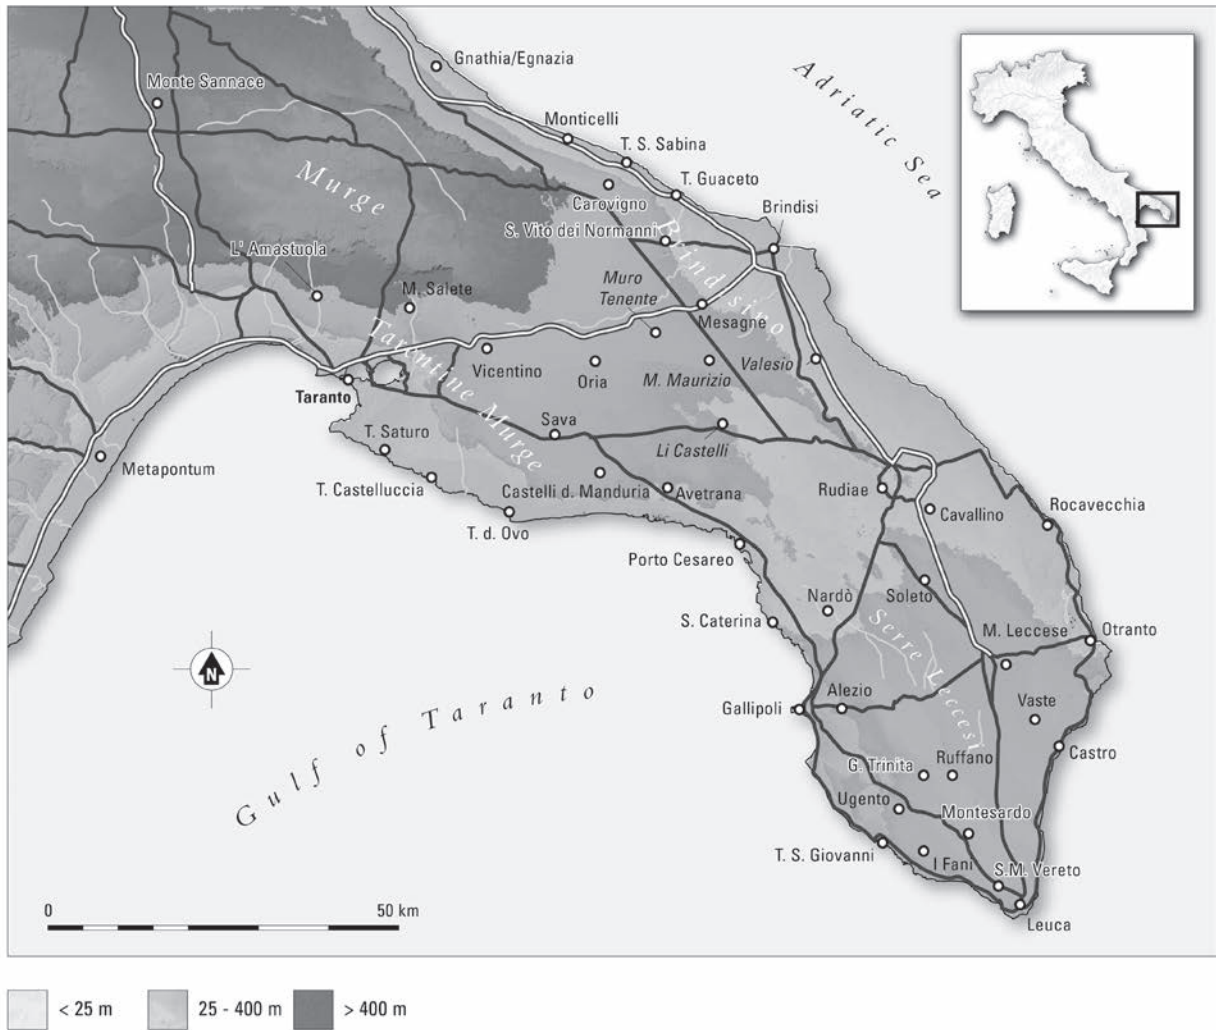 Gnathia/Egnazia
Adriatic Sea
Monte Sannace
Monticelli
T. S. Sabina
Murge
T. Guaceto
Carovigno
Brindisi
S. Vito dei Normanni
L' Amastuola
Brindisino
Muro
Tenente
M. Salete
Mesagne
Tarentine Murge
Vicentino
Oria
M. Maurizio
Valesio
Taranto
Sava
T. Saturo
Li Castelli
Metapontum
T. Castelluccia
Castelli d. Manduria
Avetrana
Rudiae
Cavallino
Rocavecchia
T. d. Ovo
Porto Cesareo
Nardò
Soleto
S. Caterina
Serre Leccesi
M. Leccese
Otranto
N
Gulf of Taranto
Gallipoli
Alezio
Vaste
Castro
G. Trinita
Ruffano
Ugento
Montesardo
T. S. Giovanni
I Fani
S.M. Vereto
Leuca
0 50 km
< 25 m 25 - 400 m > 400 m